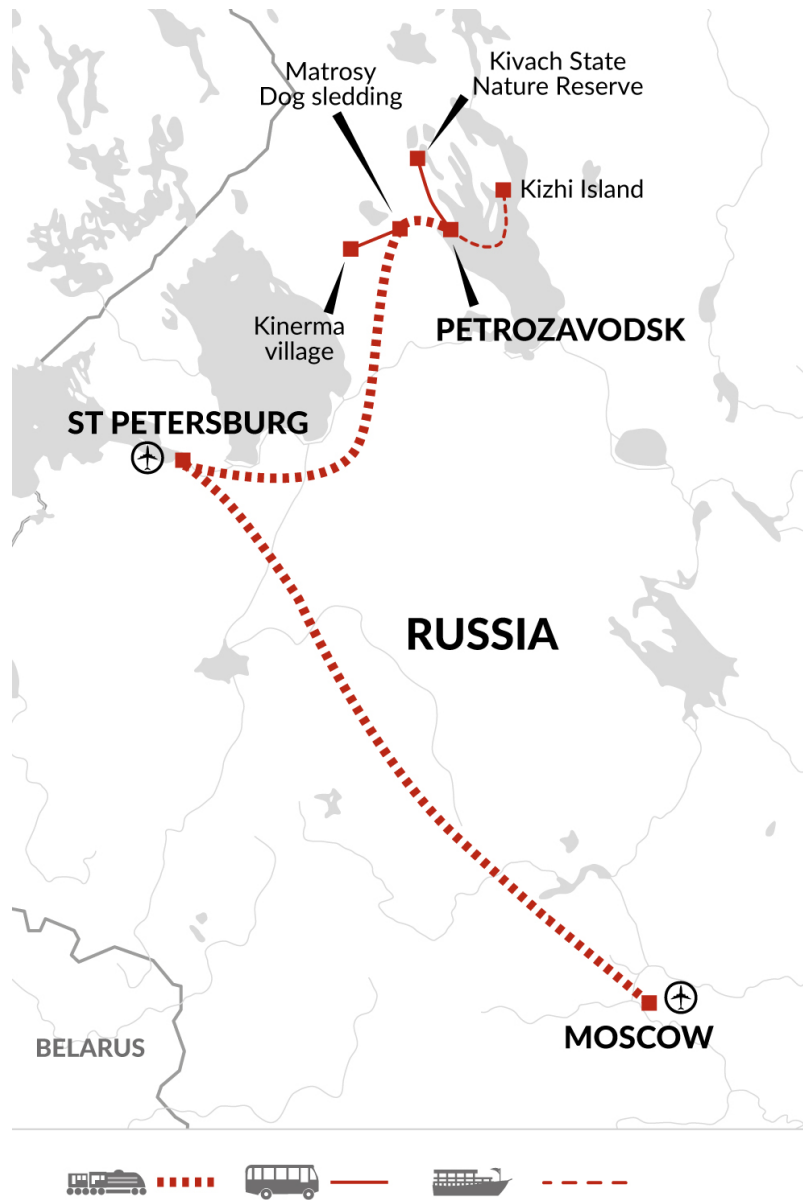 Kivach State
Nature Reserve
Matrosy
Dog sledding
Kizhi Island
Kinerma
village
PETROZAVODSK
ST PETERSBURG
RUSSIA
MOSCOW
BELARUS